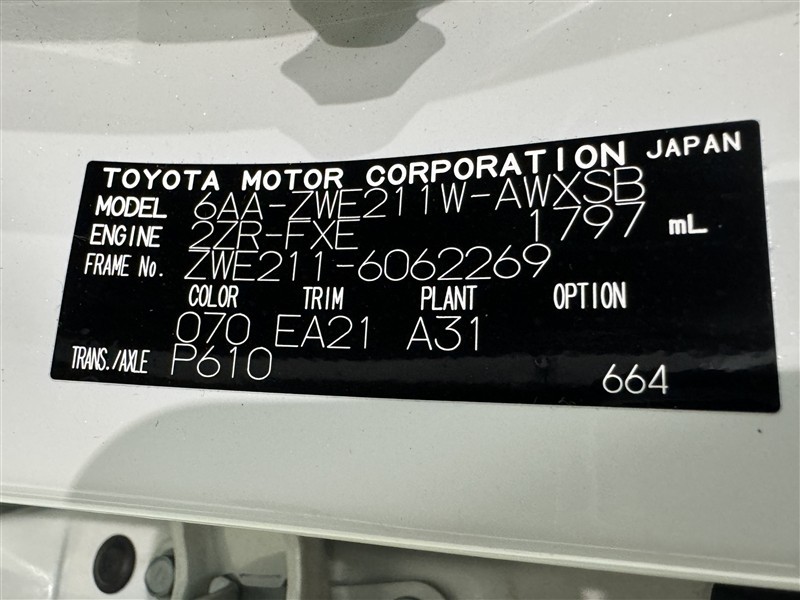 TOYOTA MOTOR CORPORATION JAPAN
MODEL 6AA-ZWE211W-AWXSB
ENGINE 2ZR-FXE 1797 mL
FRAME No. ZWE211-6062269
COLOR TRIM PLANT OPTION
070 EA21 A31
TRANS./AXLE P610
664